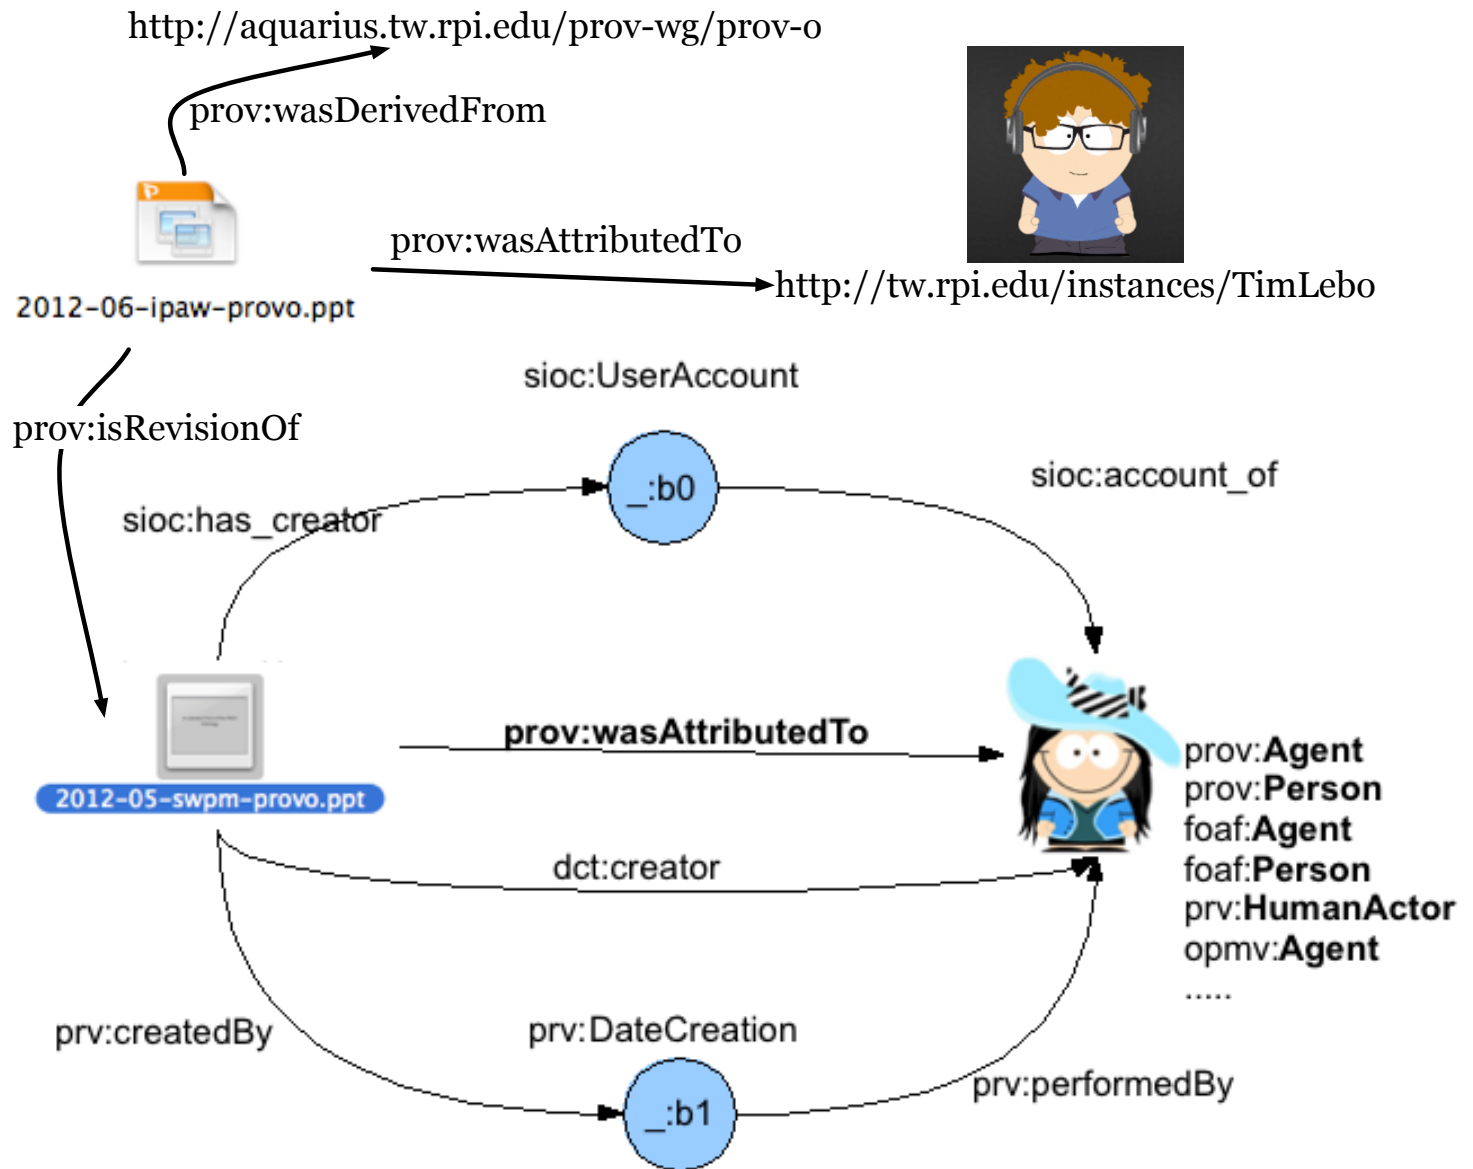 http://aquarius.tw.rpi.edu/prov-wg/prov-o
prov:wasDerivedFrom
prov:wasAttributedTo
http://tw.rpi.edu/instances/TimLebo
2012-06-ipaw-provo.ppt
sioc:UserAccount
prov:isRevisionOf
_:b0
sioc:account_of
sioc:has_creator
prov:wasAttributedTo
2012-05-swpm-provo.ppt
prov:Agent
prov:Person
foaf:Agent
foaf:Person
prv:HumanActor
opmv:Agent
.....
dct:creator
prv:createdBy
prv:DateCreation
prv:performedBy
_:b1